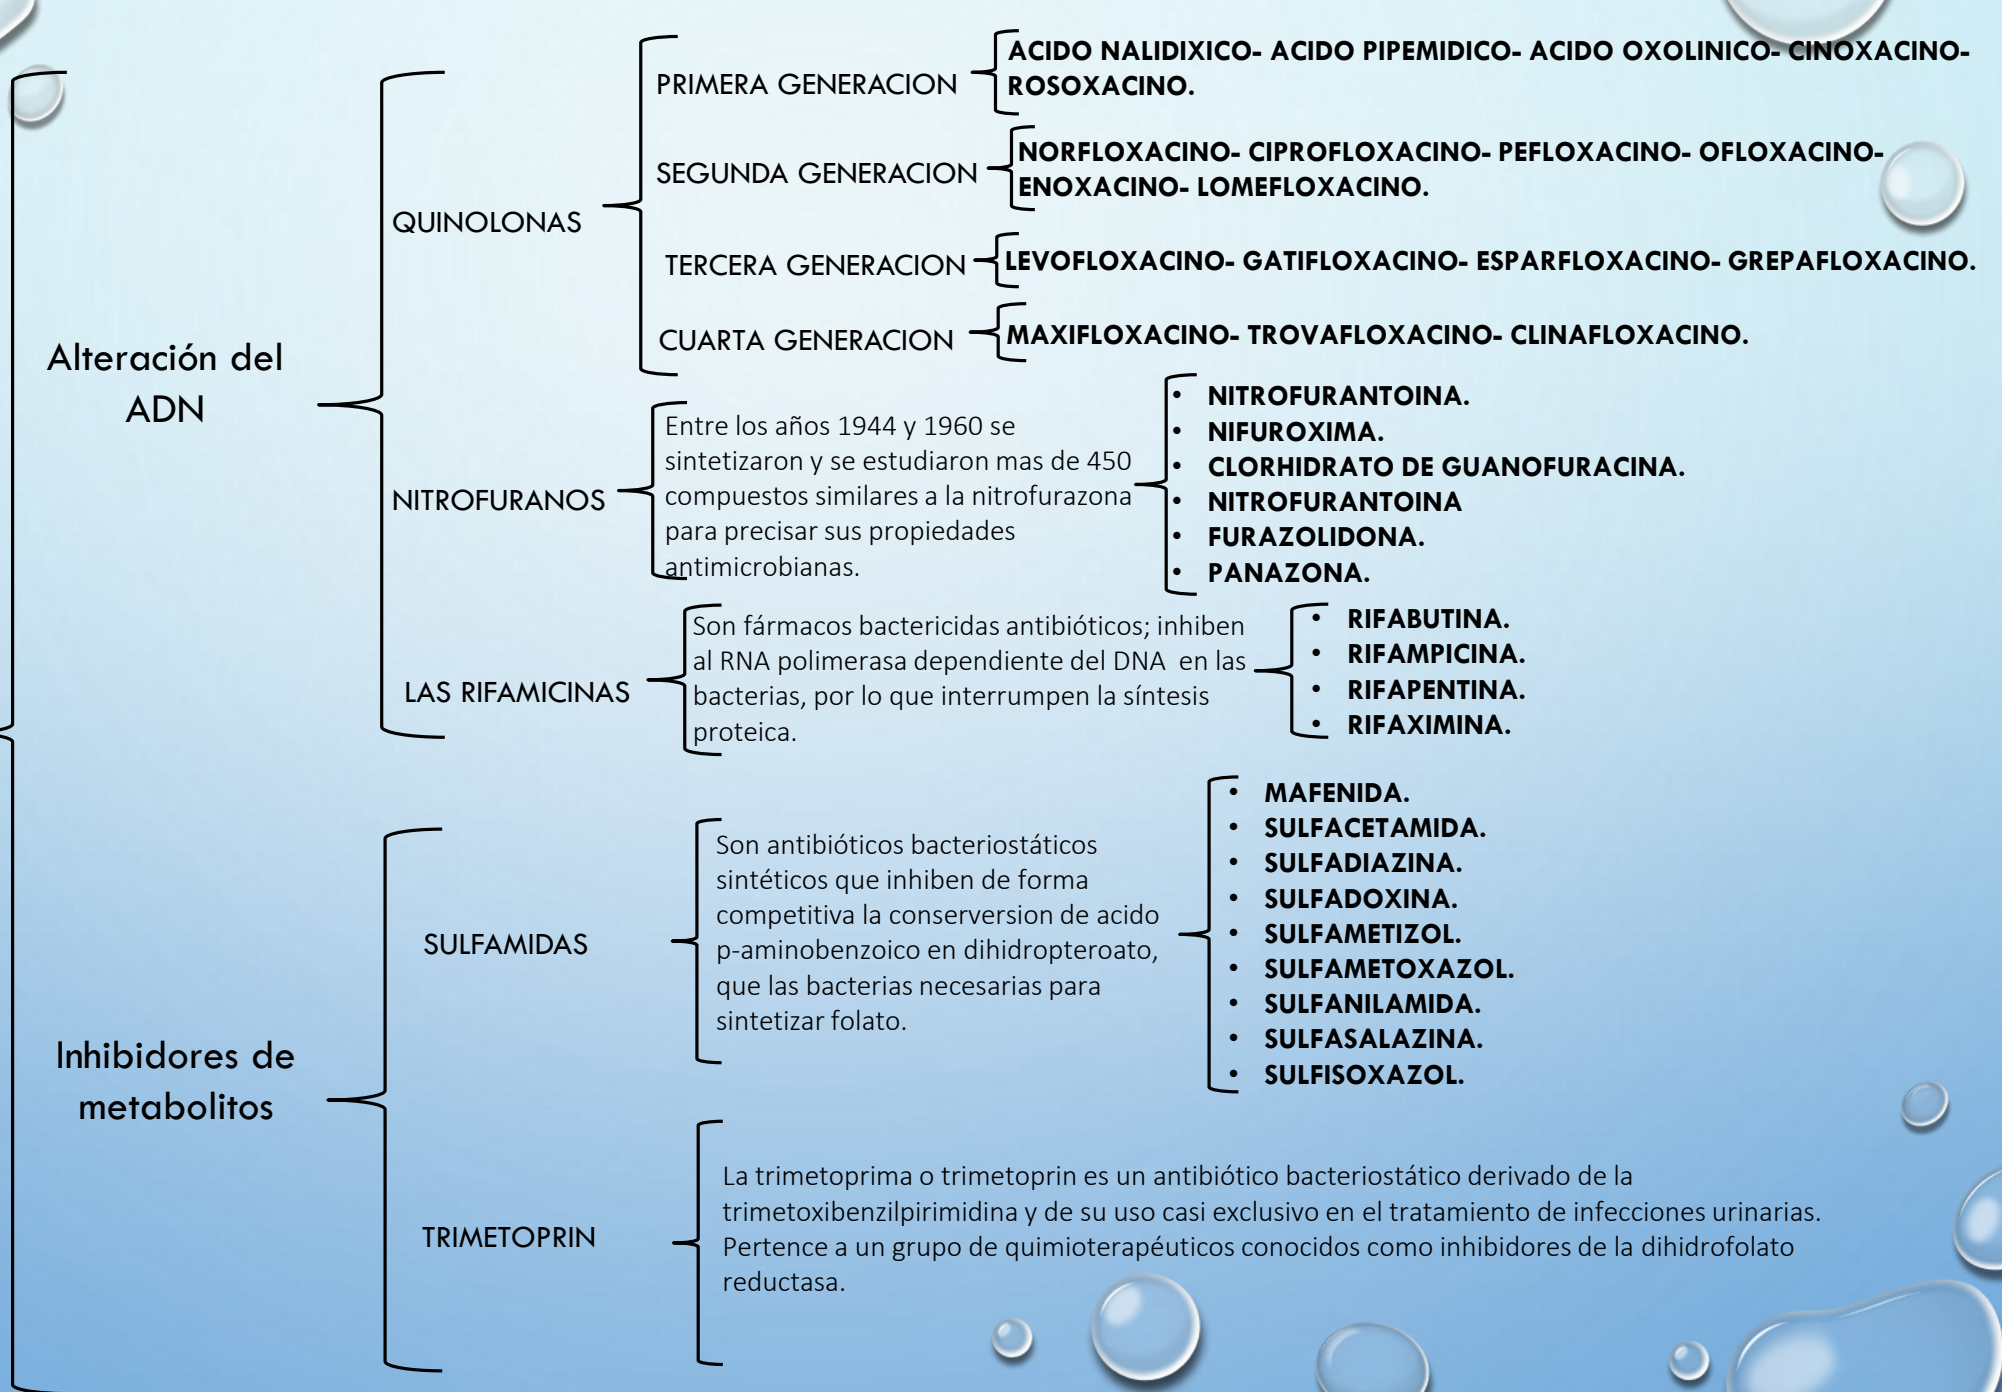 Alteración del
ADN
QUINOLONAS
PRIMERA GENERACION
ACIDO NALIDIXICO- ACIDO PIPEMIDICO- ACIDO OXOLINICO- CINOXACINO-
ROSOXACINO.
SEGUNDA GENERACION
NORFLOXACINO- CIPROFLOXACINO- PEFLOXACINO- OFLOXACINO-
ENOXACINO- LOMEFLOXACINO.
TERCERA GENERACION
LEVOFLOXACINO- GATIFLOXACINO- ESPARFLOXACINO- GREPAFLOXACINO.
CUARTA GENERACION
MAXIFLOXACINO- TROVAFLOXACINO- CLINAFLOXACINO.
NITROFURANOS
Entre los años 1944 y 1960 se
sintetizaron y se estudiaron mas de 450
compuestos similares a la nitrofurazona
para precisar sus propiedades
antimicrobianas.
• NITROFURANTOINA.
• NIFUROXIMA.
• CLORHIDRATO DE GUANOFURACINA.
• NITROFURANTOINA
• FURAZOLIDONA.
• PANAZONA.
LAS RIFAMICINAS
Son fármacos bactericidas antibióticos; inhiben
al RNA polimerasa dependiente del DNA en las
bacterias, por lo que interrumpen la síntesis
proteica.
• RIFABUTINA.
• RIFAMPICINA.
• RIFAPENTINA.
• RIFAXIMINA.
Inhibidores de
metabolitos
SULFAMIDAS
Son antibióticos bacteriostáticos
sintéticos que inhiben de forma
competitiva la conserversion de acido
p-aminobenzoico en dihidropteroato,
que las bacterias necesarias para
sintetizar folato.
• MAFENIDA.
• SULFACETAMIDA.
• SULFADIAZINA.
• SULFADOXINA.
• SULFAMETIZOL.
• SULFAMETOXAZOL.
• SULFANILAMIDA.
• SULFASALAZINA.
• SULFISOXAZOL.
TRIMETOPRIN
La trimetoprima o trimetoprin es un antibiótico bacteriostático derivado de la
trimetoxibenzilpirimidina y de su uso casi exclusivo en el tratamiento de infecciones urinarias.
Pertence a un grupo de quimioterapéuticos conocidos como inhibidores de la dihidrofolato
reductasa.